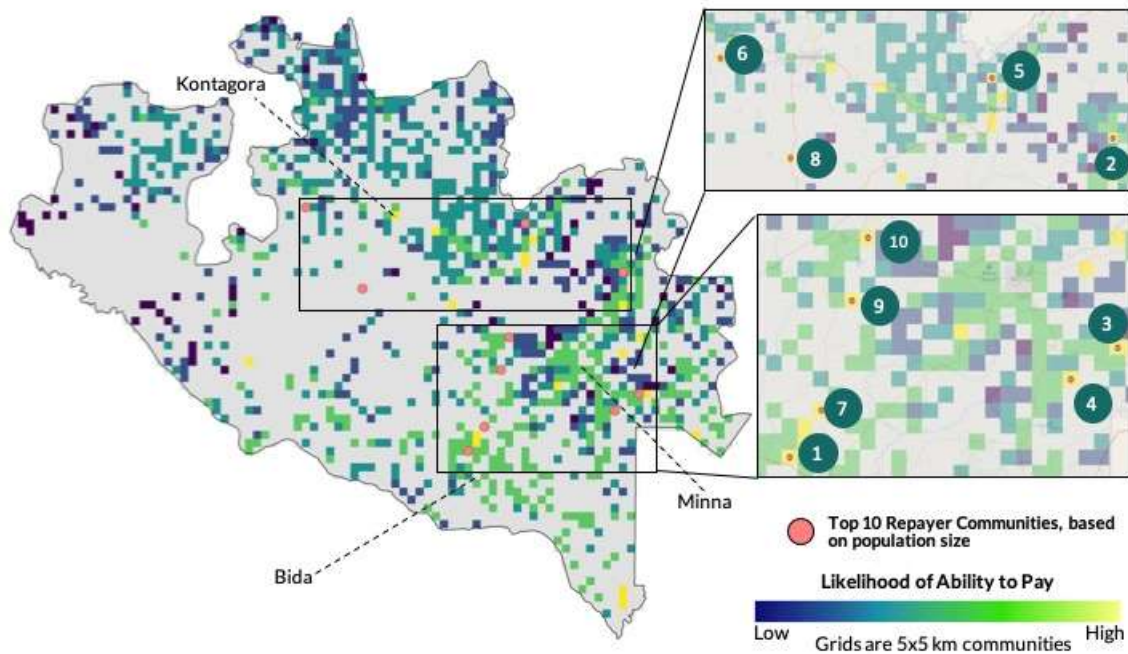 Kontagora
6
5
8
2
10
9
3
7
4
1
Minna
Bida
Top 10 Repayer Communities, based
on population size
Likelihood of Ability to Pay
Low
High
Grids are 5x5 km communities